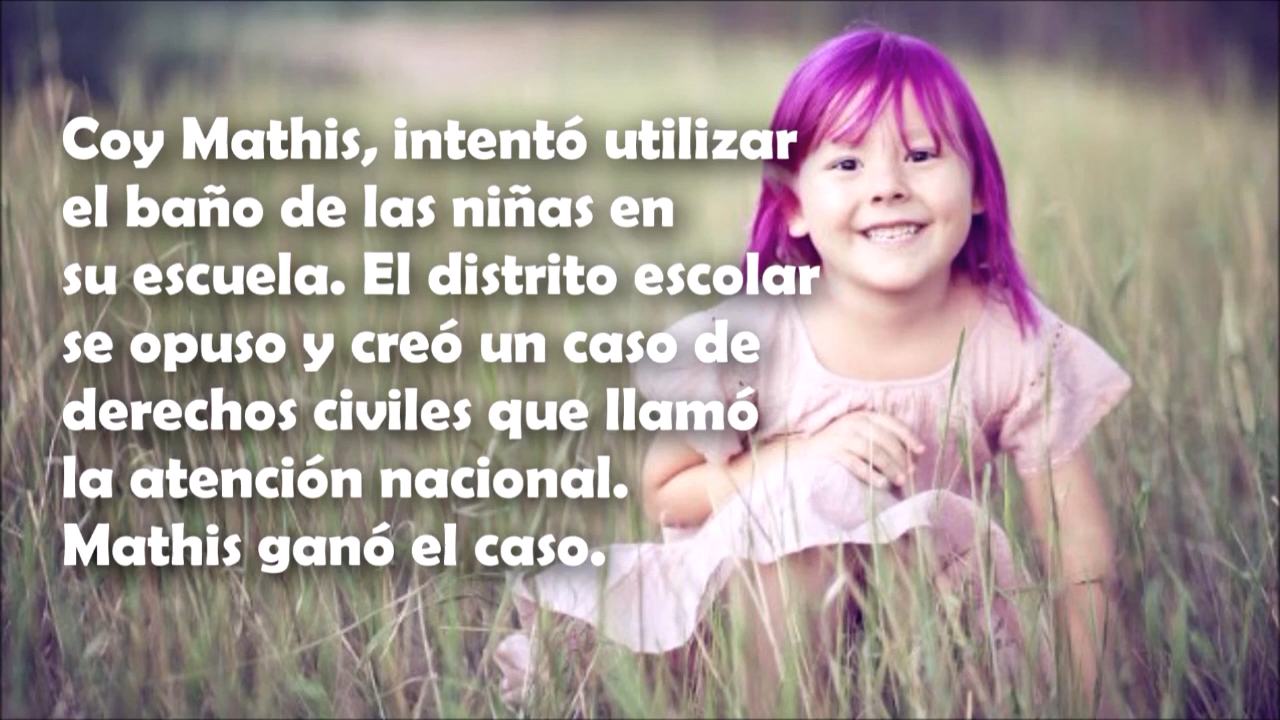 Coy Mathis, intentó utilizar
el baño de las niñas en
su escuela. El distrito escolar
se opuso y creó un caso de
derechos civiles que llamó
la atención nacional.
Mathis ganó el caso.